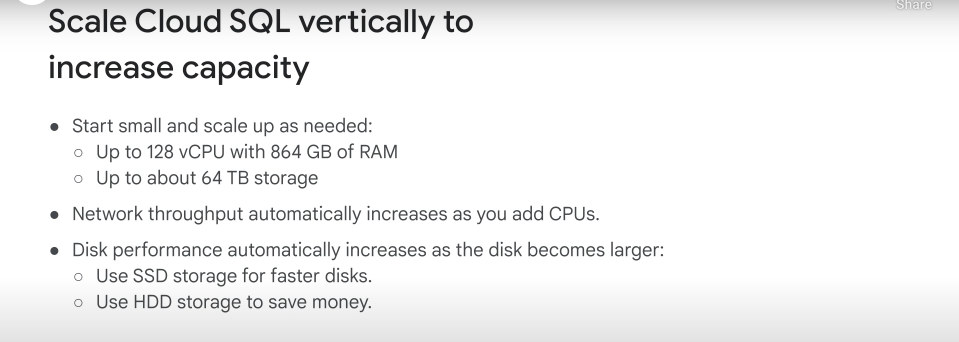 Share
Scale Cloud SQL vertically to
increase capacity
● Start small and scale up as needed:
○ Up to 128 vCPU with 864 GB of RAM
○ Up to about 64 TB storage
● Network throughput automatically increases as you add CPUs.
● Disk performance automatically increases as the disk becomes larger:
○ Use SSD storage for faster disks.
○ Use HDD storage to save money.